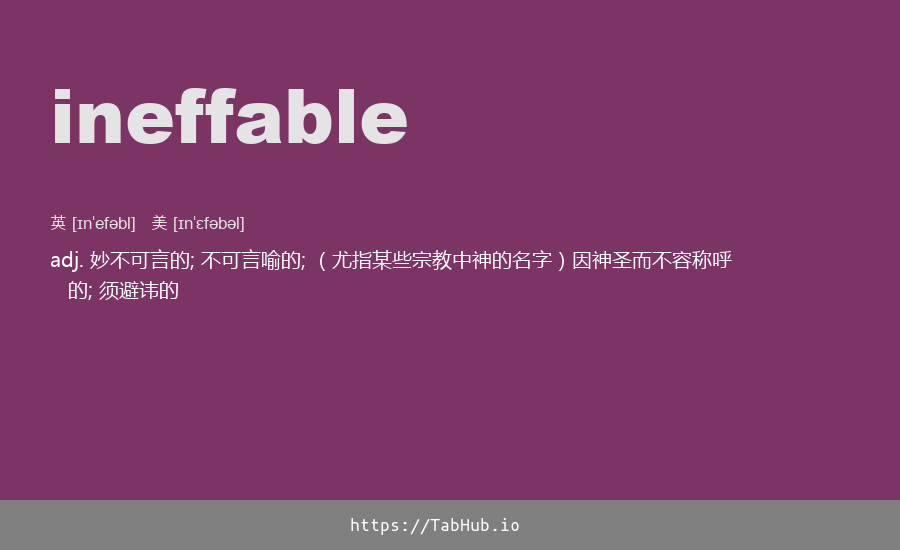 ineffable
英 [ɪnˈefəbl] 美 [ɪnˈɛfəbəl]
adj. 妙不可言的; 不可言喻的; （尤指某些宗教中神的名字）因神圣而不容称呼
的; 须避讳的
https://TabHub.io